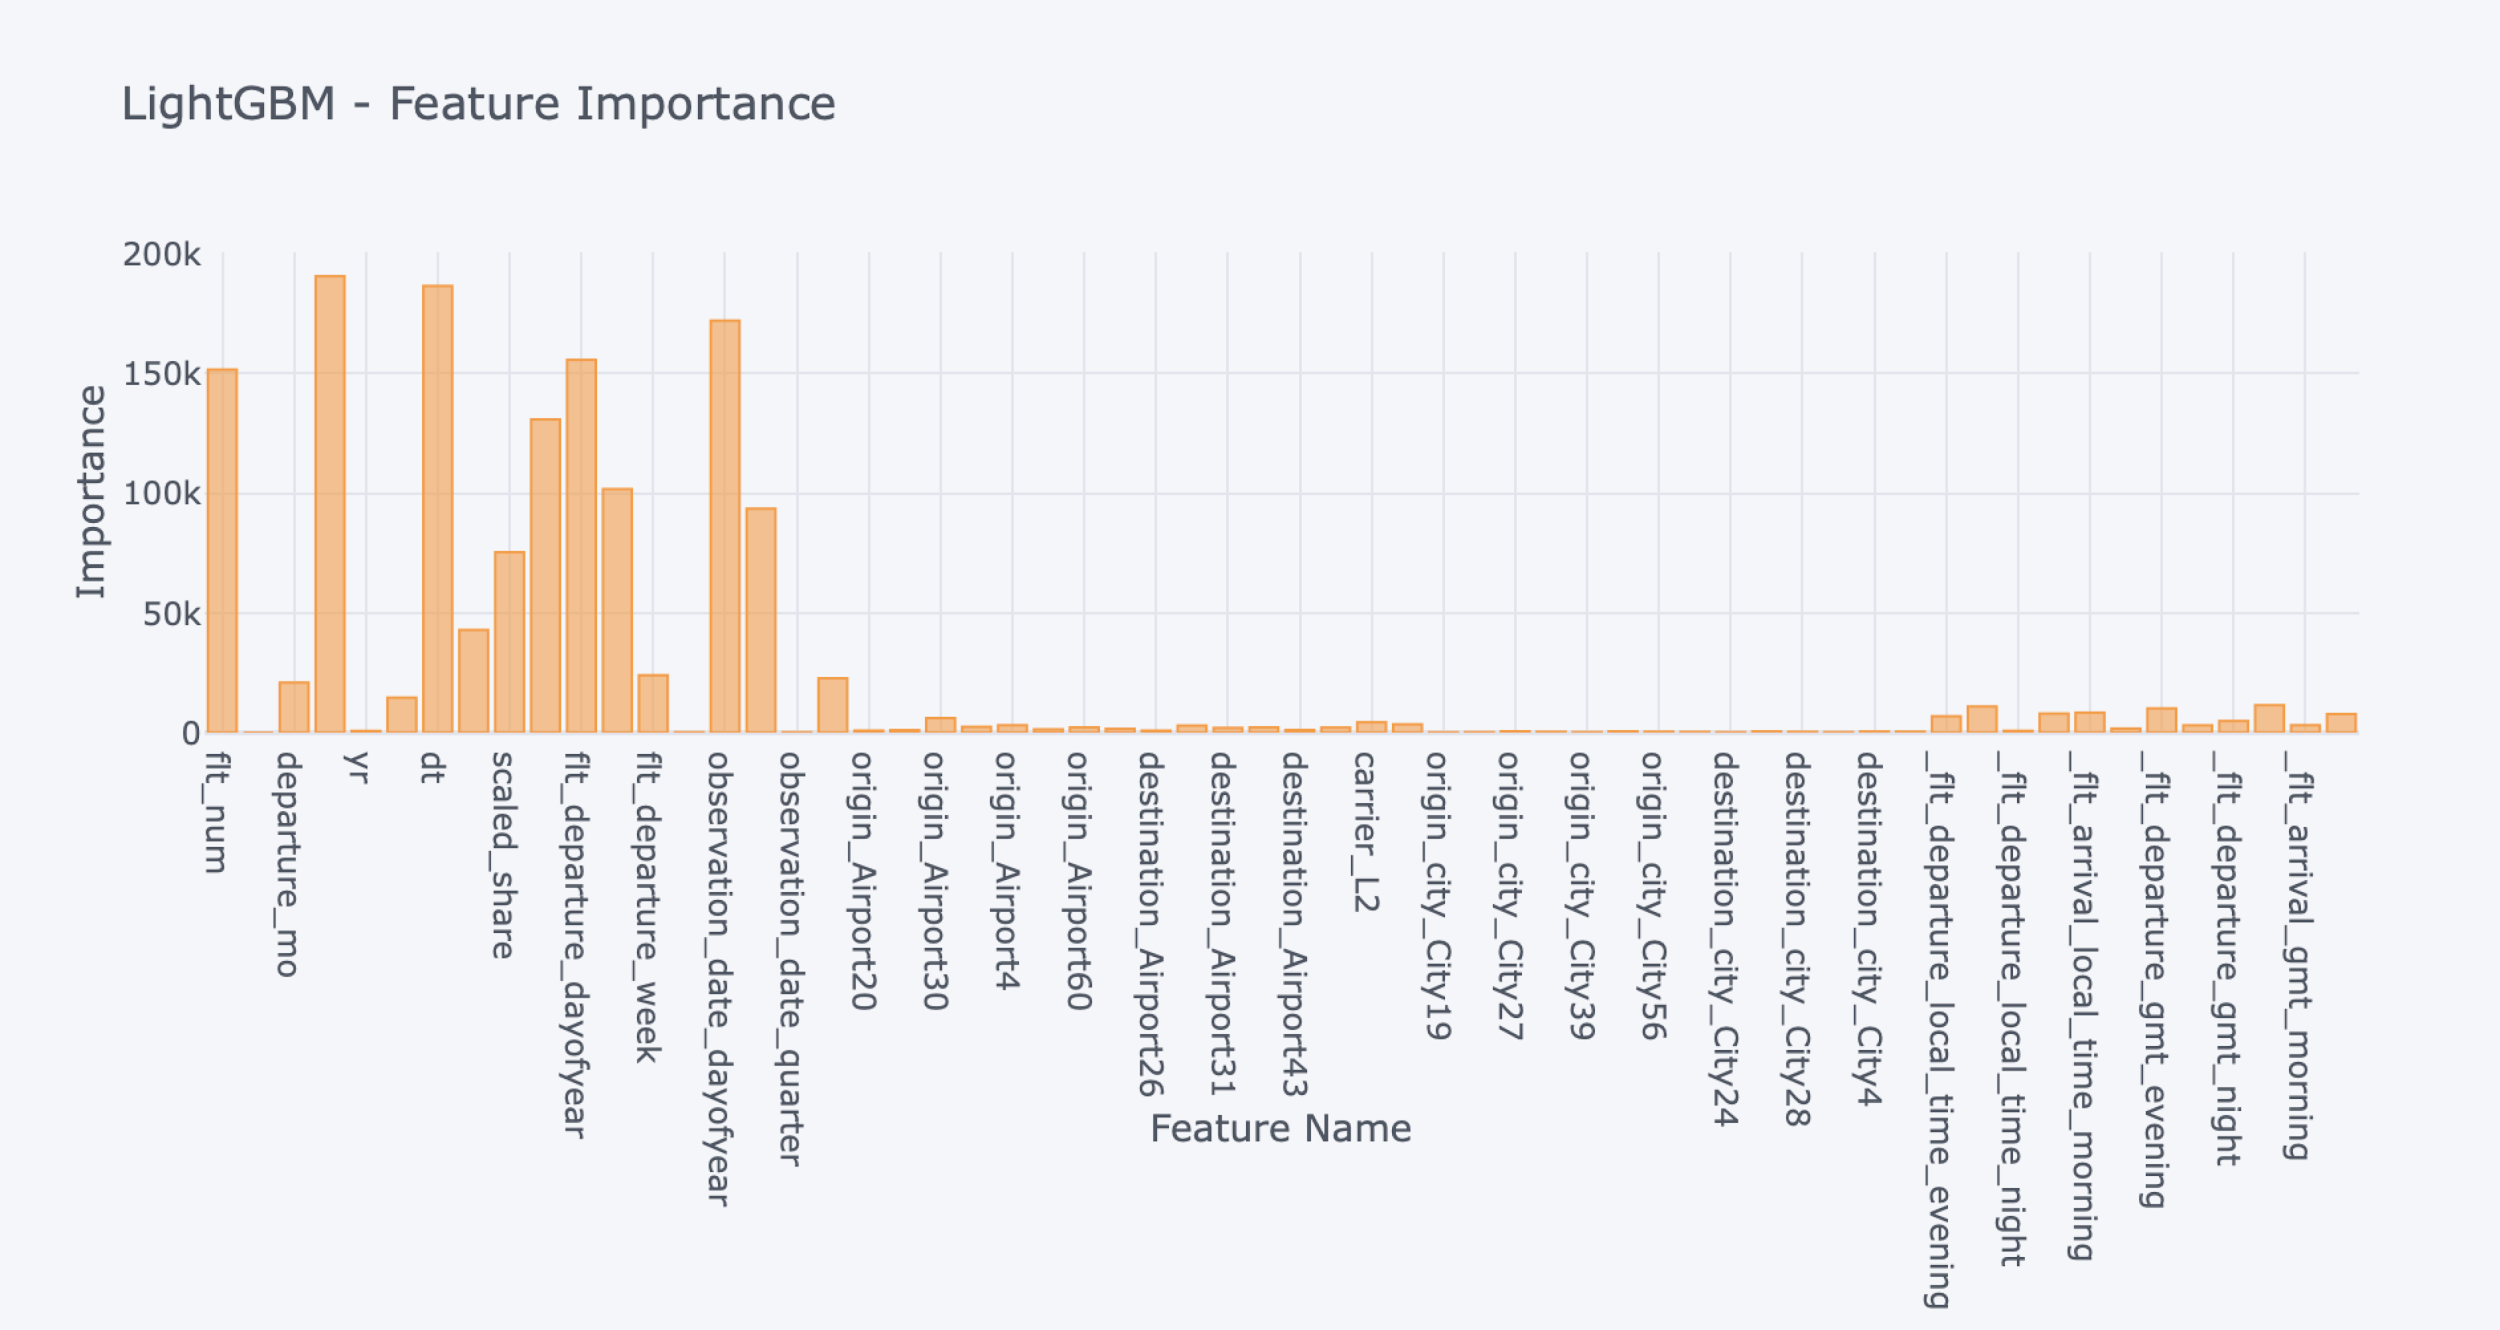 LightGBM - Feature Importance
200k
150k
100k
50k
0
Importance
flt_num
departure_mo
yr
dt
scaled_share
flt_departure_dayofyear
flt_departure_week
observation_date_dayofyear
observation_date_quarter
origin_Airport20
origin_Airport30
origin_Airport4
origin_Airport60
destination_Airport26
destination_Airport31
destination_Airport43
carrier_L2
origin_city_City19
origin_city_City27
origin_city_City39
origin_city_City56
destination_city_City24
destination_city_City28
destination_city_City4
_flt_departure_local_time_evening
_flt_departure_local_time_night
_flt_arrival_local_time_morning
_flt_departure_gmt_evening
_flt_departure_gmt_night
_flt_arrival_gmt_morning
Feature Name